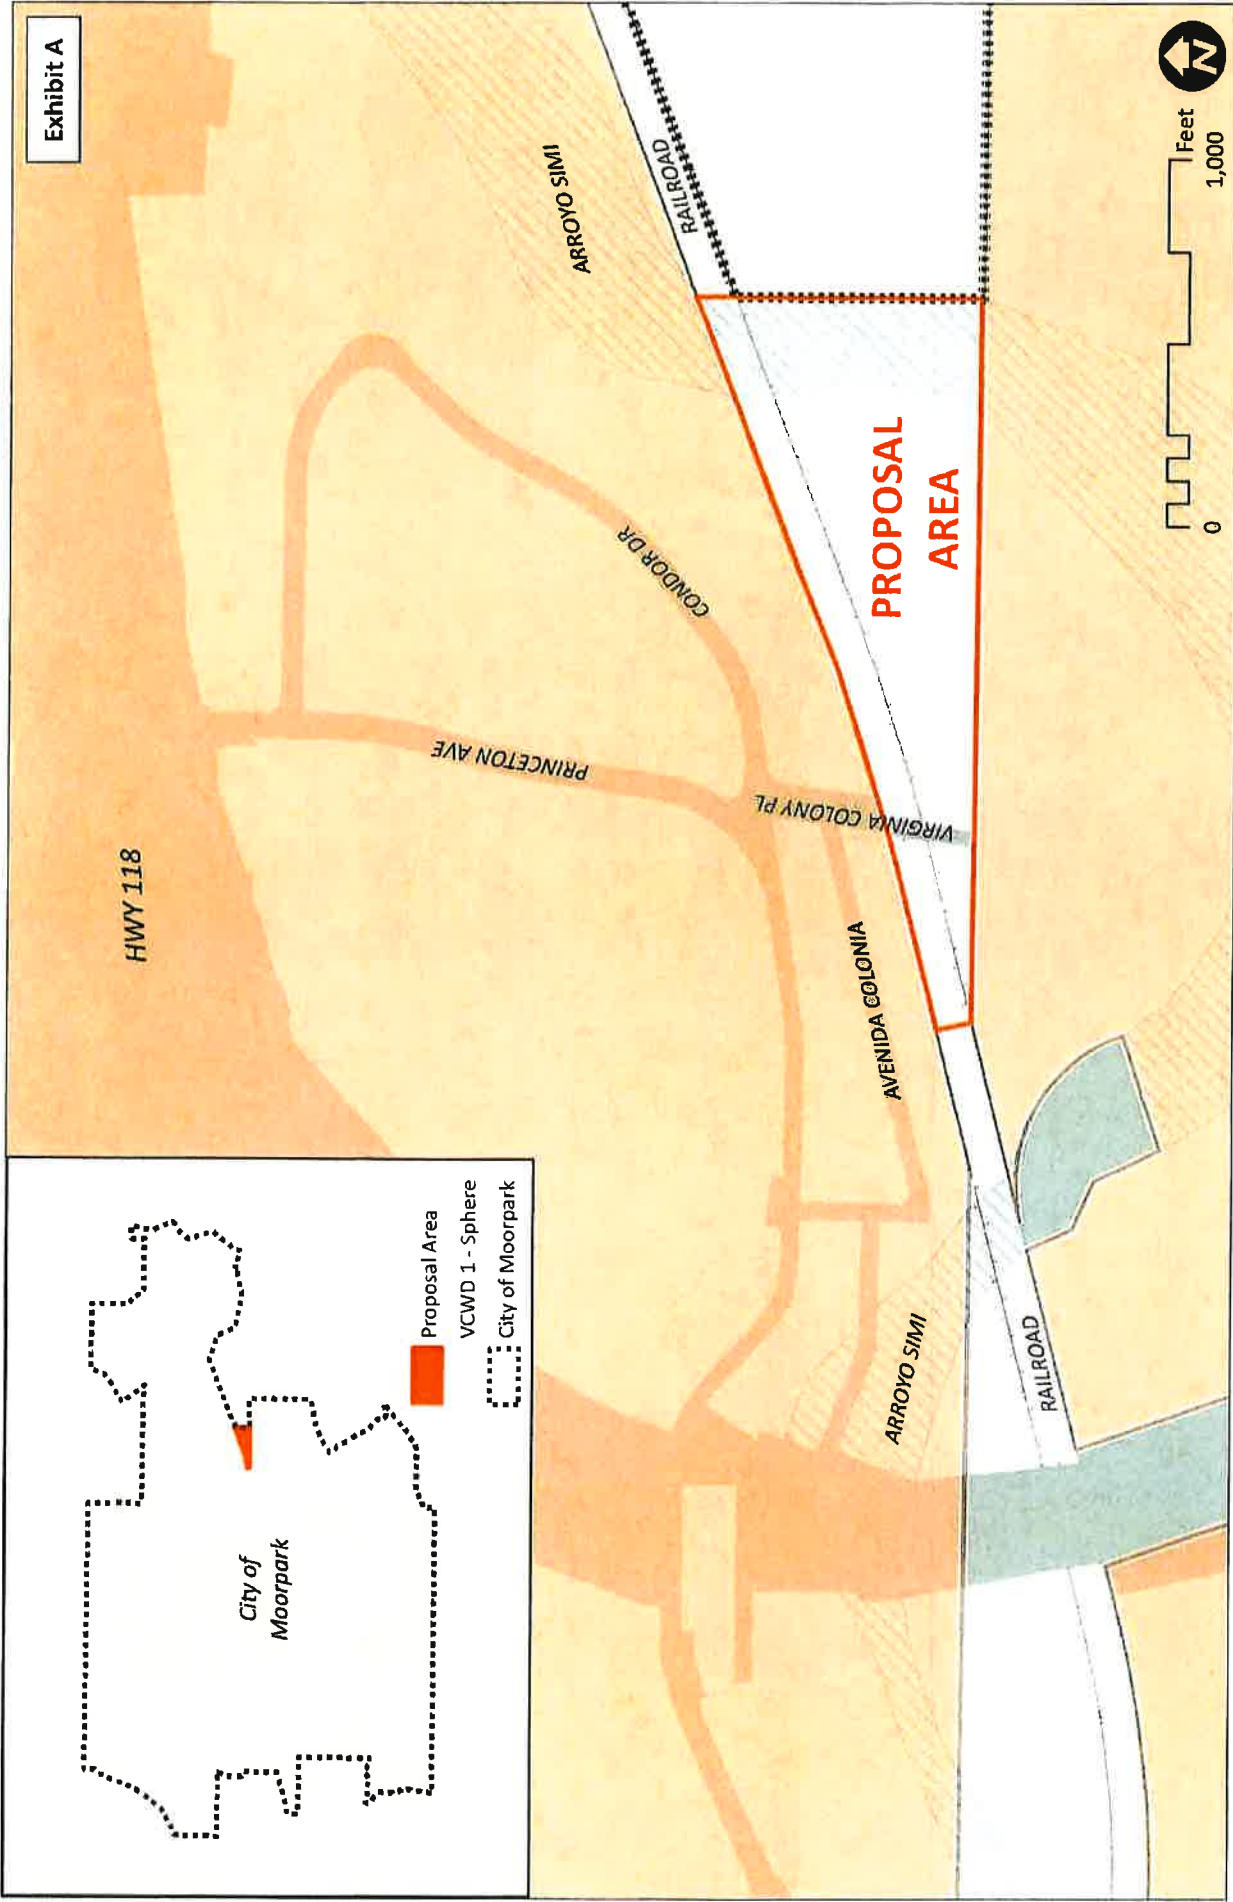 Exhibit A
HWY 118
City of
Moorpark
Proposal Area
VCWD 1 - Sphere
City of Moorpark
ARROYO SIMI
RAILROAD
CONDOR DR
PRINCETON AVE
VIRGINIA COLONY PL
AVENIDA COLONIA
PROPOSAL
AREA
ARROYO SIMI
RAILROAD
N
0
1,000
Feet